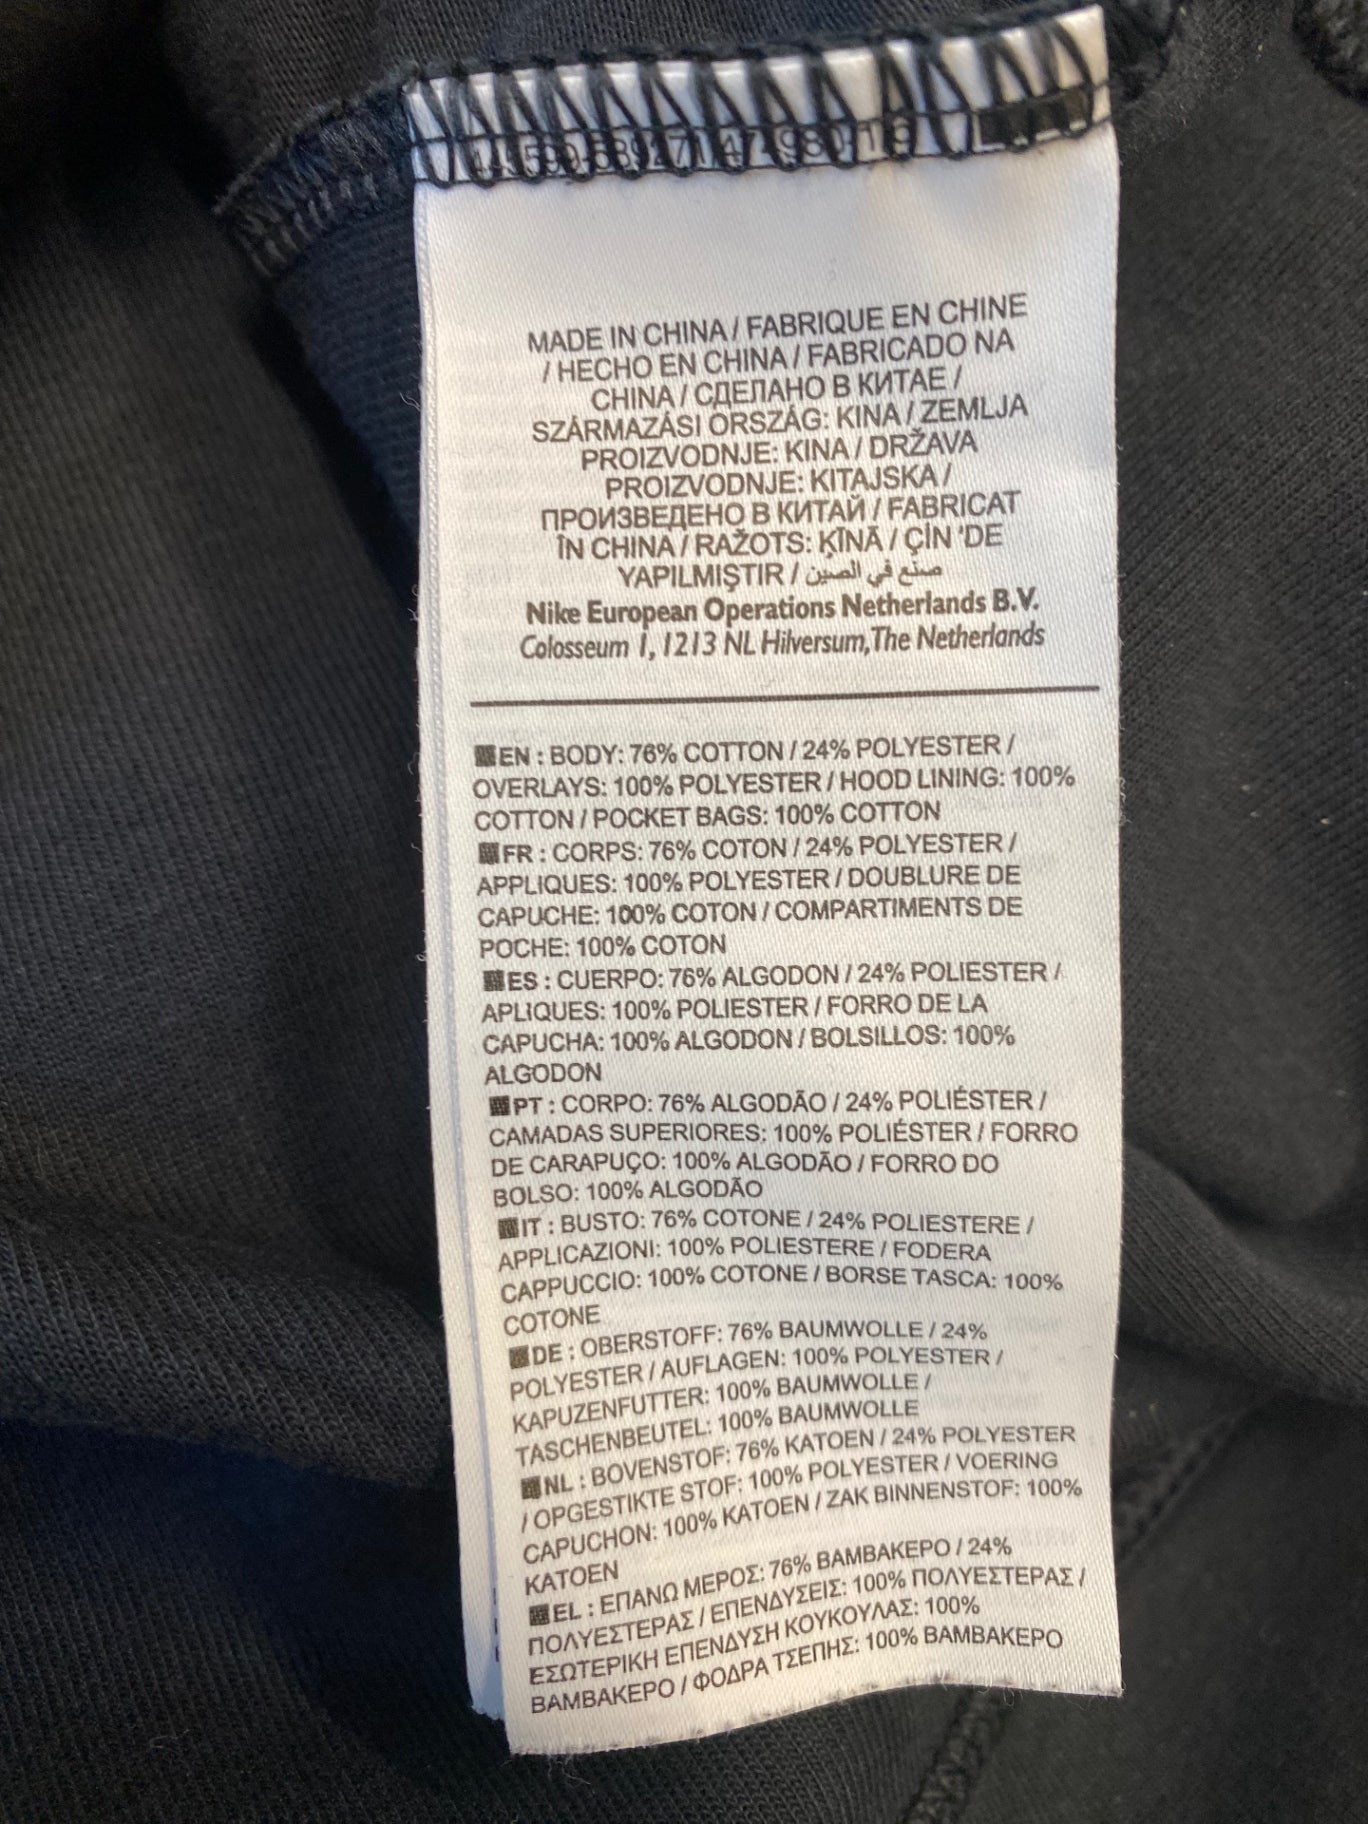 MADE IN CHINA / FABRIQUE EN CHINE
/ HECHO EN CHINA / FABRICADO NA
CHINA / СДЕЛАНО В КИТАЕ /
SZÁRMAZÁSI ORSZÁG: KINA / ZEMLJA
PROIZVODNJE: KINA / DRŽAVA
PROIZVODNJE: KITAJSKA /
ПРОИЗВЕДЕНО В КИТАЙ / FABRICAT
ÎN CHINA / RAŽOTS: ĶĪNĀ / ÇİN 'DE
YAPILMIŞTIR / صنع في الصين
Nike European Operations Netherlands B.V.
Colosseum 1, 1213 NL Hilversum, The Netherlands
EN : BODY: 76% COTTON / 24% POLYESTER /
OVERLAYS: 100% POLYESTER / HOOD LINING: 100%
COTTON / POCKET BAGS: 100% COTTON
FR : CORPS: 76% COTON / 24% POLYESTER /
APPLIQUES: 100% POLYESTER / DOUBLURE DE
CAPUCHE: 100% COTON / COMPARTIMENTS DE
POCHE: 100% COTON
ES : CUERPO: 76% ALGODON / 24% POLIESTER /
APLIQUES: 100% POLIESTER / FORRO DE LA
CAPUCHA: 100% ALGODON / BOLSILLOS: 100%
ALGODON
PT : CORPO: 76% ALGODÃO / 24% POLIÉSTER /
CAMADAS SUPERIORES: 100% POLIÉSTER / FORRO
DE CARAPUÇO: 100% ALGODÃO / FORRO DO
BOLSO: 100% ALGODÃO
IT : BUSTO: 76% COTONE / 24% POLIESTERE /
APPLICAZIONI: 100% POLIESTERE / FODERA
CAPPUCCIO: 100% COTONE / BORSE TASCA: 100%
COTONE
DE : OBERSTOFF: 76% BAUMWOLLE / 24%
POLYESTER / AUFLAGEN: 100% POLYESTER /
KAPUZENFUTTER: 100% BAUMWOLLE /
TASCHENBEUTEL: 100% BAUMWOLLE
NL : BOVENSTOF: 76% KATOEN / 24% POLYESTER
/ OPGESTIKTE STOF: 100% POLYESTER / VOERING
CAPUCHON: 100% KATOEN / ZAK BINNENSTOF: 100%
KATOEN
EL : ΕΠΑΝΩ ΜΕΡΟΣ: 76% ΒΑΜΒΑΚΕΡΟ / 24%
ΠΟΛΥΕΣΤΕΡΑΣ / ΕΠΕΝΔΥΣΕΙΣ: 100% ΠΟΛΥΕΣΤΕΡΑΣ /
ΕΣΩΤΕΡΙΚΗ ΕΠΕΝΔΥΣΗ ΚΟΥΚΟΥΛΑΣ: 100%
ΒΑΜΒΑΚΕΡΟ / ΦΟΔΡΑ ΤΣΕΠΗΣ: 100% ΒΑΜΒΑΚΕΡΟ